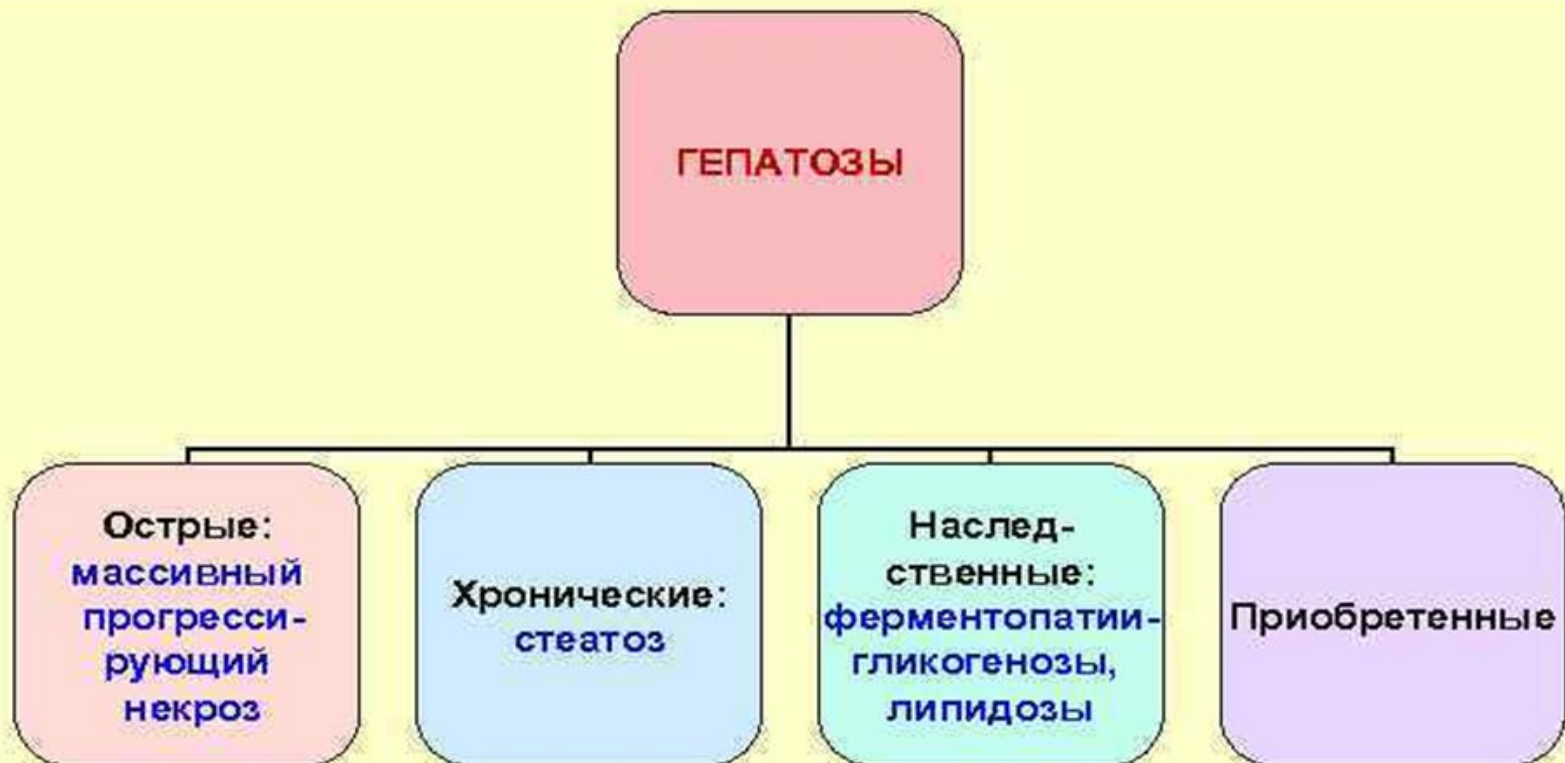 ГЕПАТОЗЫ
Острые:
массивный
прогресси-
рующий
некроз
Хронические:
стеатоз
Наслед-
ственные:
ферментопатии-
гликогенозы,
липидозы
Приобретенные